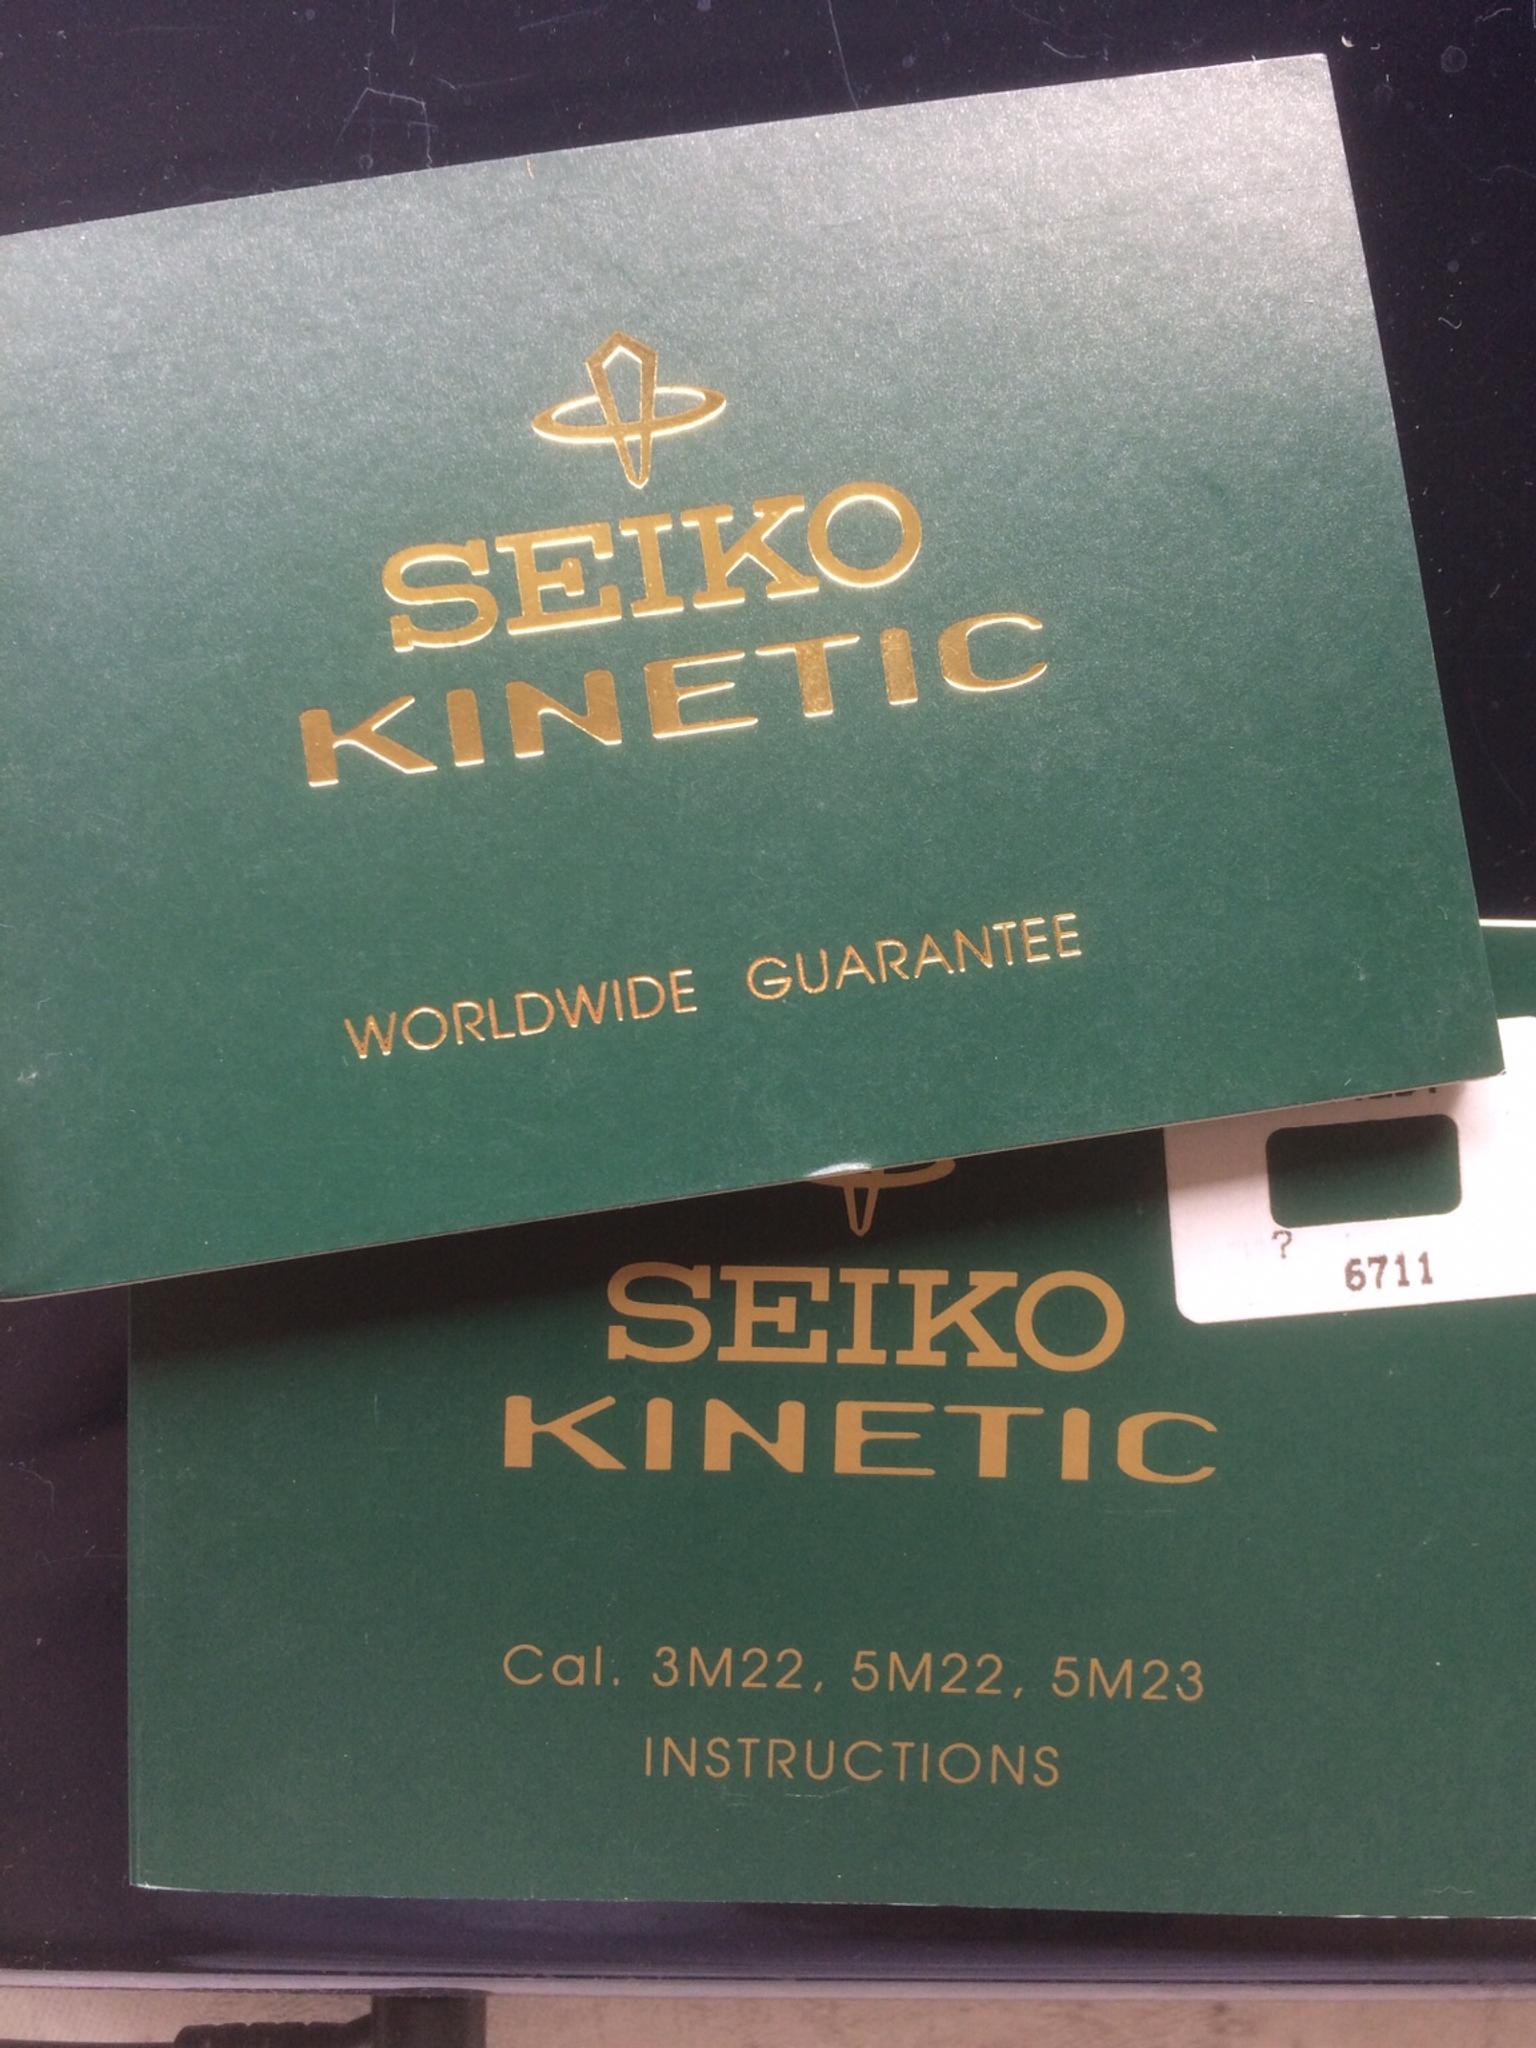 SEIKO
KINETIC
WORLDWIDE GUARANTEE
?
6711
SEIKO
KINETIC
Cal. 3M22, 5M22, 5M23
INSTRUCTIONS